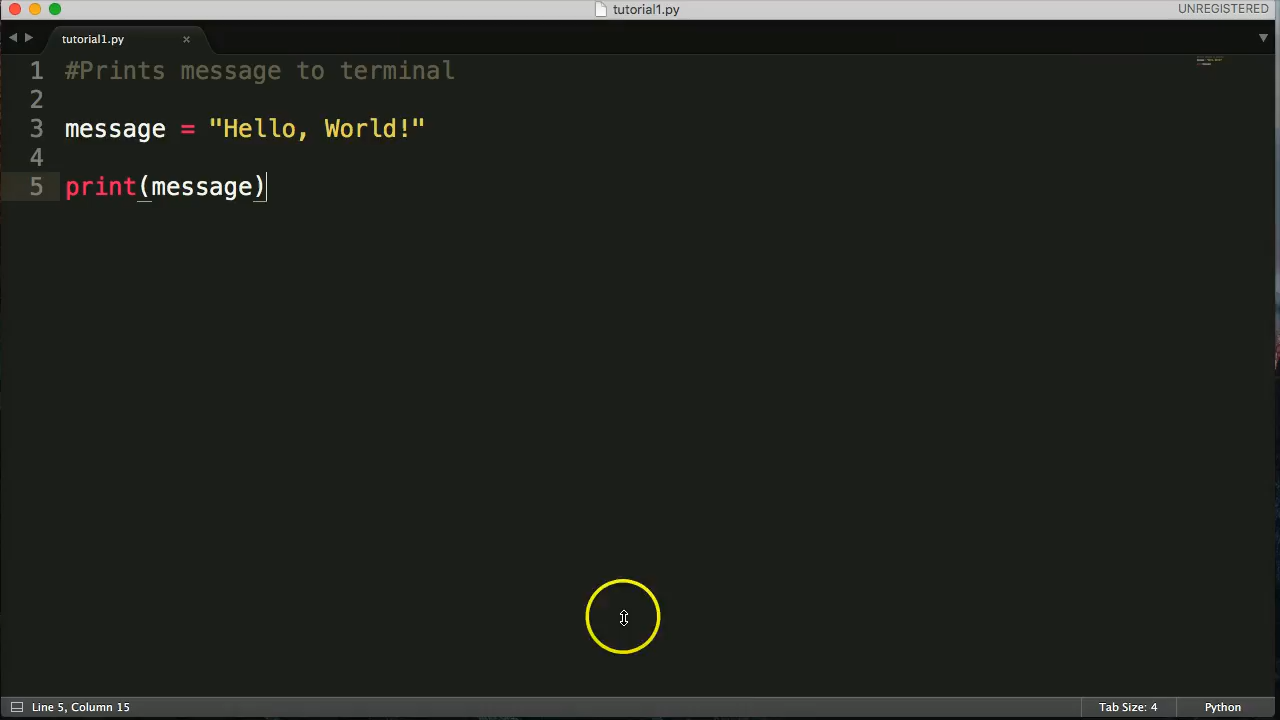 tutorial1.py
UNREGISTERED
tutorial1.py ×
1 #Prints message to terminal
2
3 message = "Hello, World!"
4
5 print(message)
Line 5, Column 15
Tab Size: 4
Python